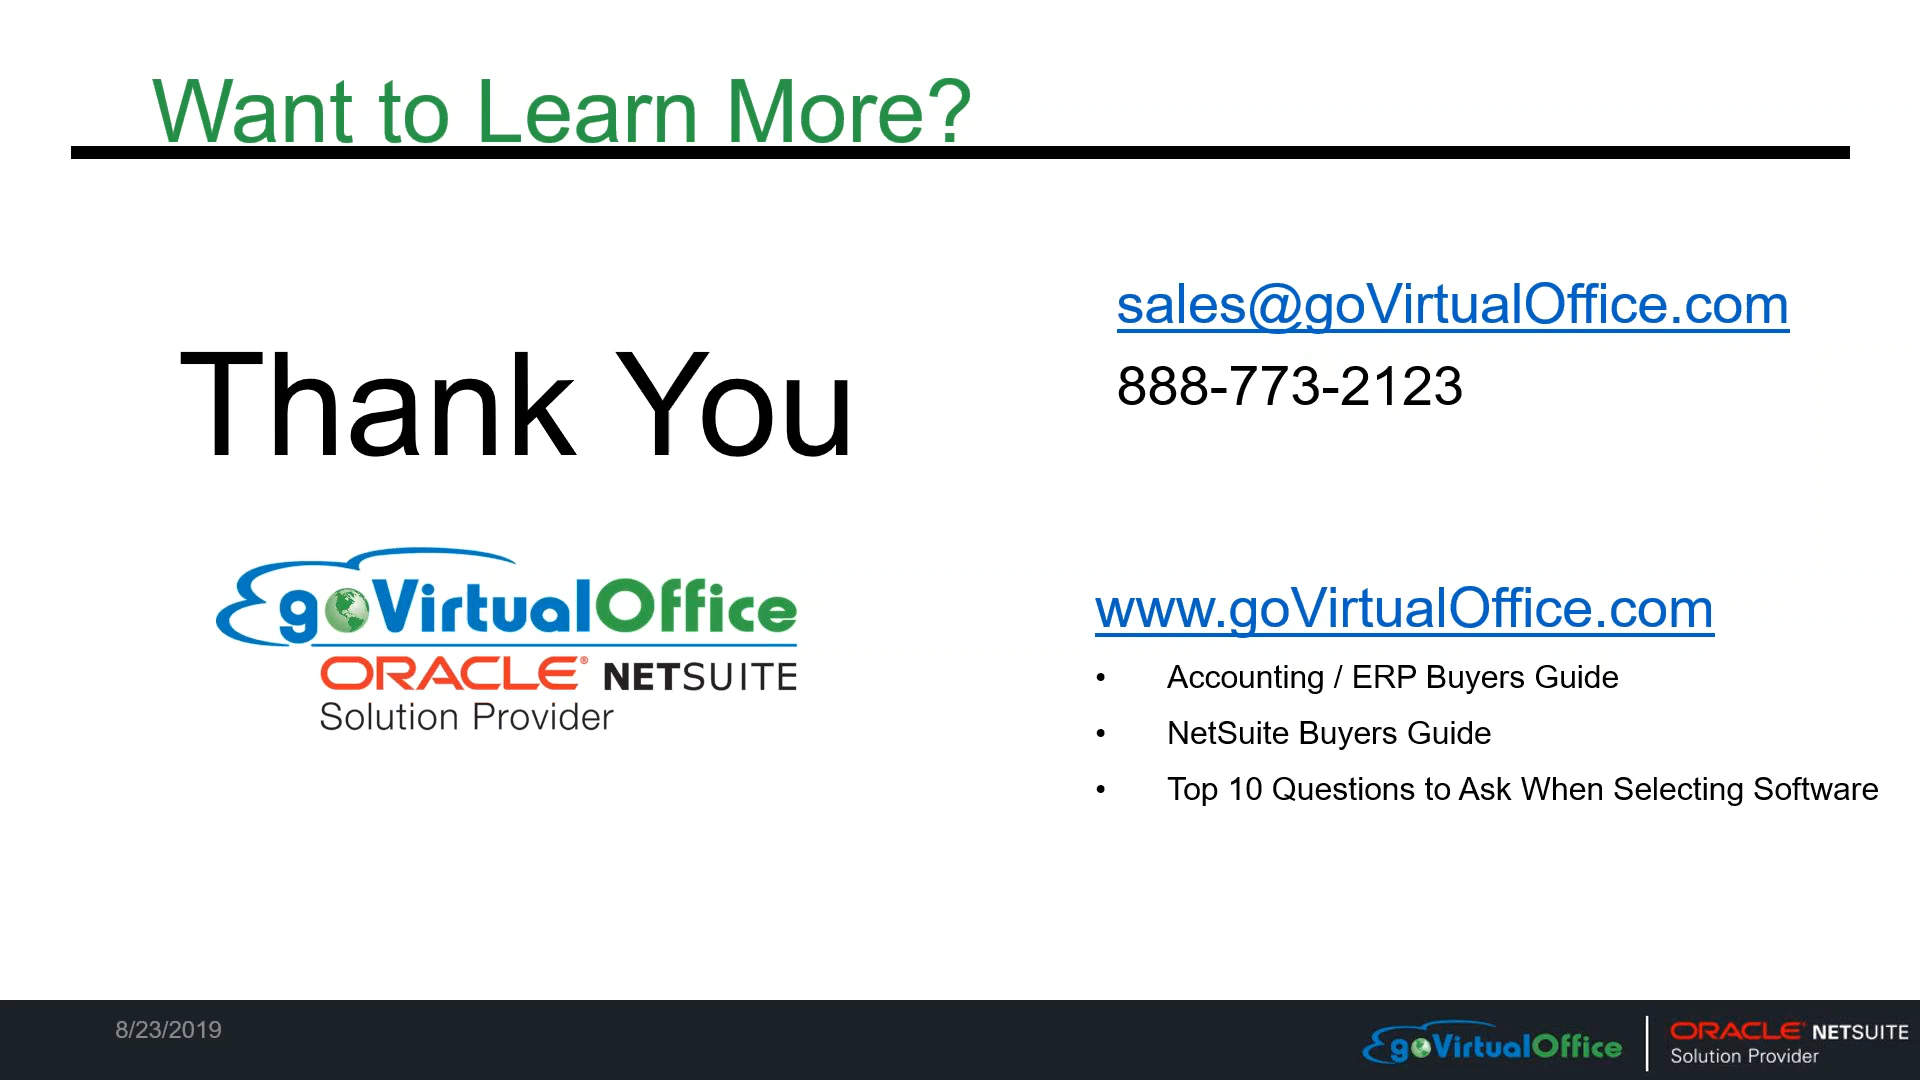 Want to Learn More?
Thank You
sales@goVirtualOffice.com
888-773-2123
goVirtualOffice
ORACLE® NETSUITE
Solution Provider
www.goVirtualOffice.com
• Accounting / ERP Buyers Guide
• NetSuite Buyers Guide
• Top 10 Questions to Ask When Selecting Software
8/23/2019
goVirtualOffice
ORACLE® NETSUITE
Solution Provider